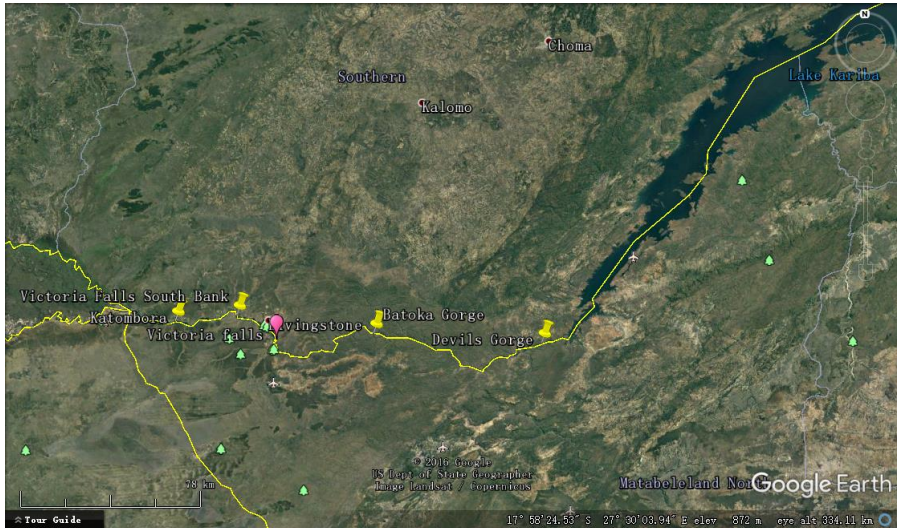 N
Choma
Southern
Lake Kariba
Kalomo
Victoria Falls South Bank
Katombora
Livingstone
Batoka Gorge
Victoria falls
Devils Gorge
© 2016 Google
US Dept of State Geographer
Image Landsat / Copernicus
Matabeleland North
Google Earth
78 km
Tour Guide
17°58'24.53" S 27°30'03.94" E elev 872 m eye alt 334.11 km